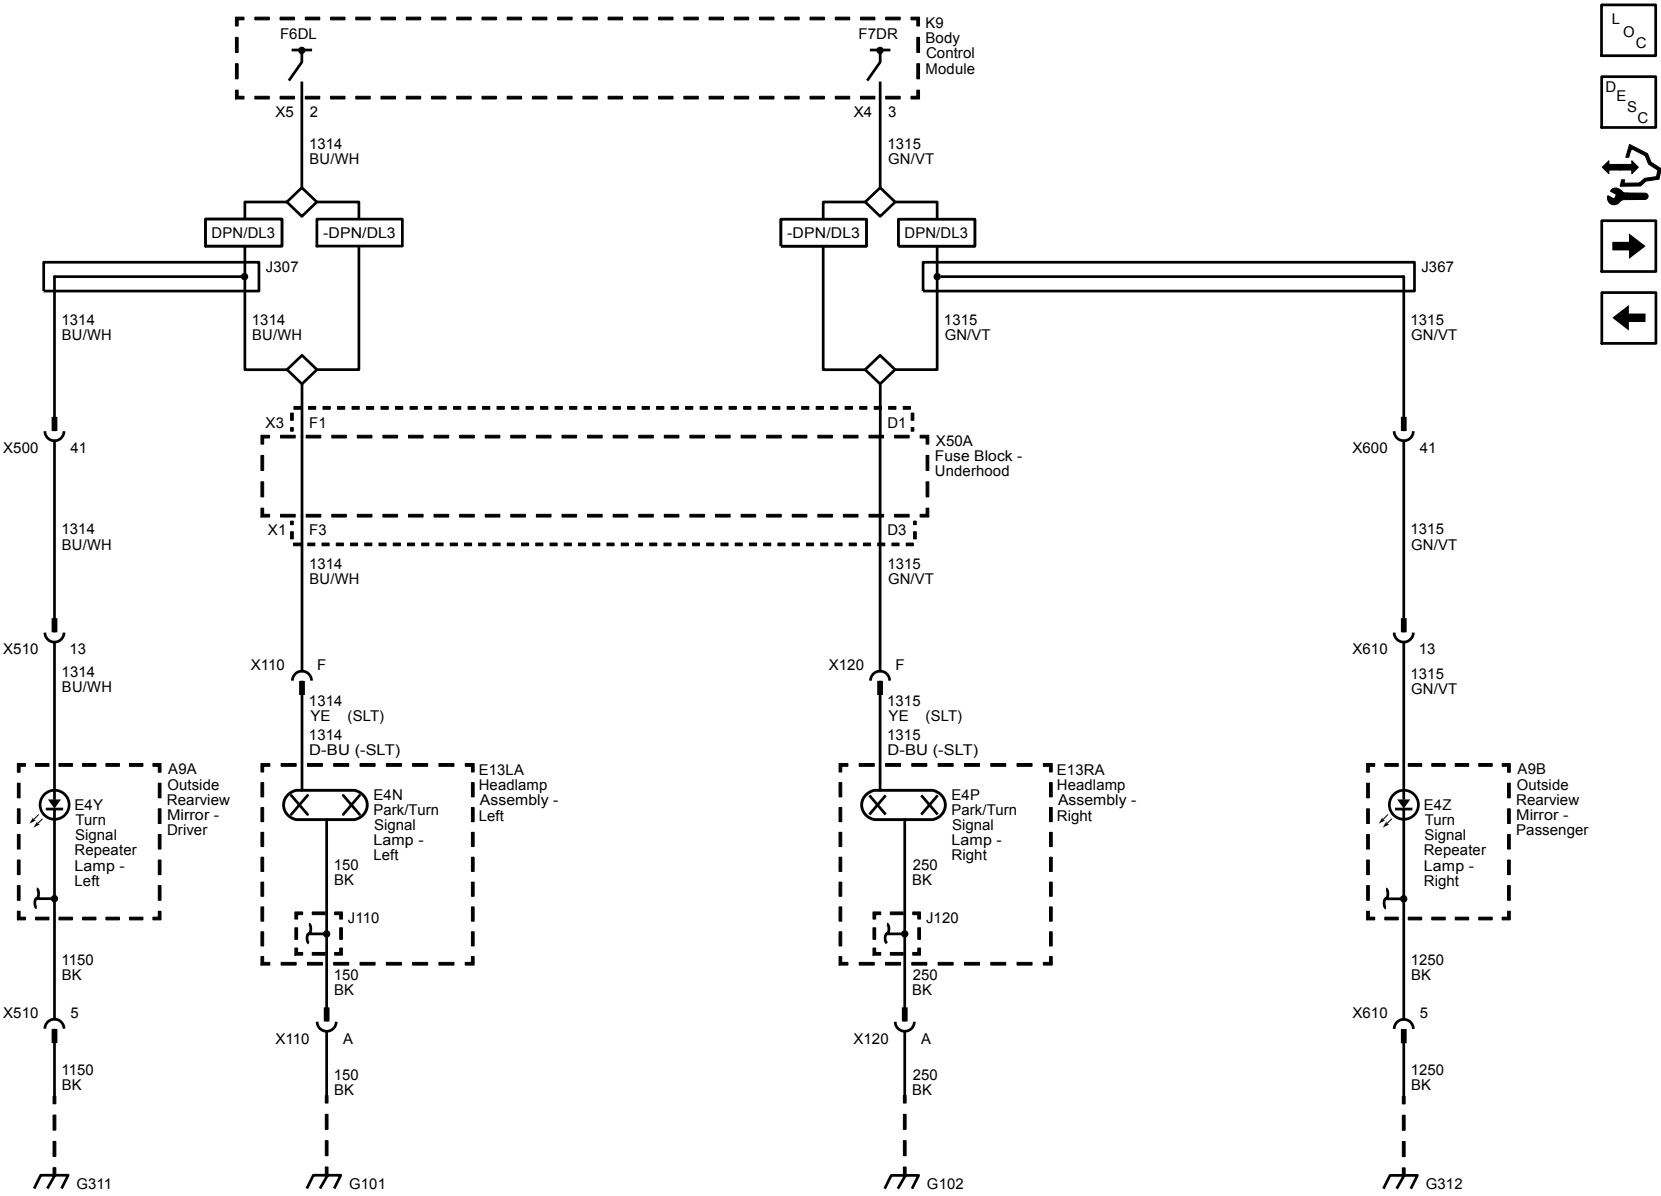 K9
Body
Control
Module
F6DL
F7DR
L
O
C
D
E
S
C
X5 2
X4 3
1314
BU/WH
1315
GN/VT
DPN/DL3
-DPN/DL3
-DPN/DL3
DPN/DL3
J307
J367
1314
BU/WH
1314
BU/WH
1315
GN/VT
1315
GN/VT
X3 F1
D1
X500 41
X50A
Fuse Block -
Underhood
X600 41
X1 F3
D3
1314
BU/WH
1314
BU/WH
1315
GN/VT
1315
GN/VT
X510 13
X110 F
X120 F
X610 13
1314
BU/WH
1315
GN/VT
1314
YE (SLT)
1314
D-BU (-SLT)
1315
YE (SLT)
1315
D-BU (-SLT)
A9A
Outside
Rearview
Mirror -
Driver
E4Y
Turn
Signal
Repeater
Lamp -
Left
E13LA
Headlamp
Assembly -
Left
E4N
Park/Turn
Signal
Lamp -
Left
E13RA
Headlamp
Assembly -
Right
E4P
Park/Turn
Signal
Lamp -
Right
A9B
Outside
Rearview
Mirror -
Passenger
E4Z
Turn
Signal
Repeater
Lamp -
Right
150
BK
250
BK
J110
J120
1150
BK
150
BK
250
BK
1250
BK
X510 5
X110 A
X120 A
X610 5
1150
BK
150
BK
250
BK
1250
BK
G311
G101
G102
G312